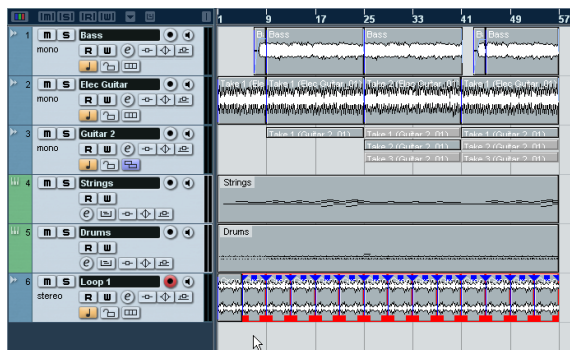 [m] [S] [R] [W]
1 9 17 25 33 41 49 57
1 m S Bass
mono R W e
B Bass Bass B Bass
2 m S Elec Guitar
mono R W e
Take 1 (Ele Take 1 (Elec Guitar_01) Take 2 (Elec Guitar_01) Take 1 (Elec Guitar_01)
3 m S Guitar 2
mono R W e
Take 1 (Guitar 2_01) Take 1 (Guitar 2_01) Take 1 (Guitar 2_01)
Take 2 (Guitar 2_01) Take 2 (Guitar 2_01)
Take 3 (Guitar 2_01) Take 3 (Guitar 2_01)
4 m S Strings
R W
e
Strings
5 m S Drums
R W
e
Drums
6 m S Loop 1
stereo R W e